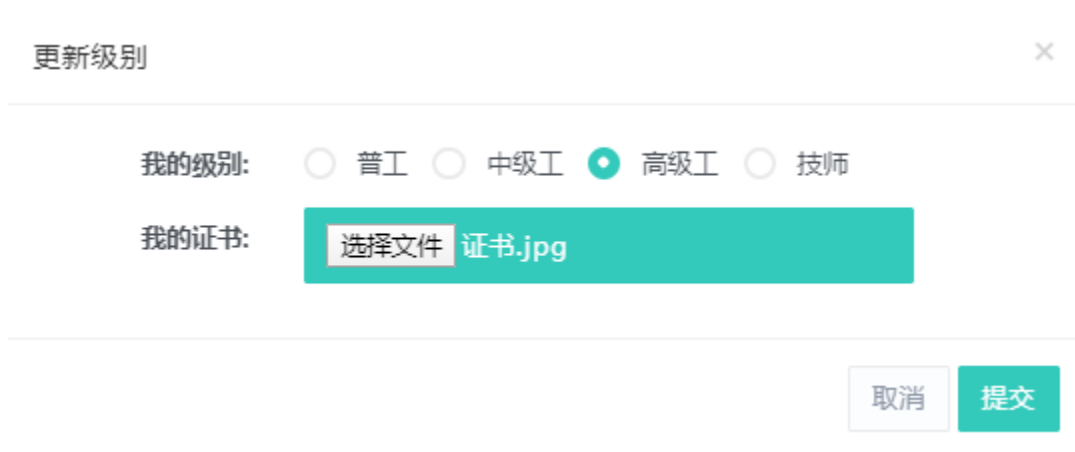 更新级别 ×
我的级别: 普工 中级工 高级工 技师
我的证书: 选择文件 证书.jpg
取消 提交